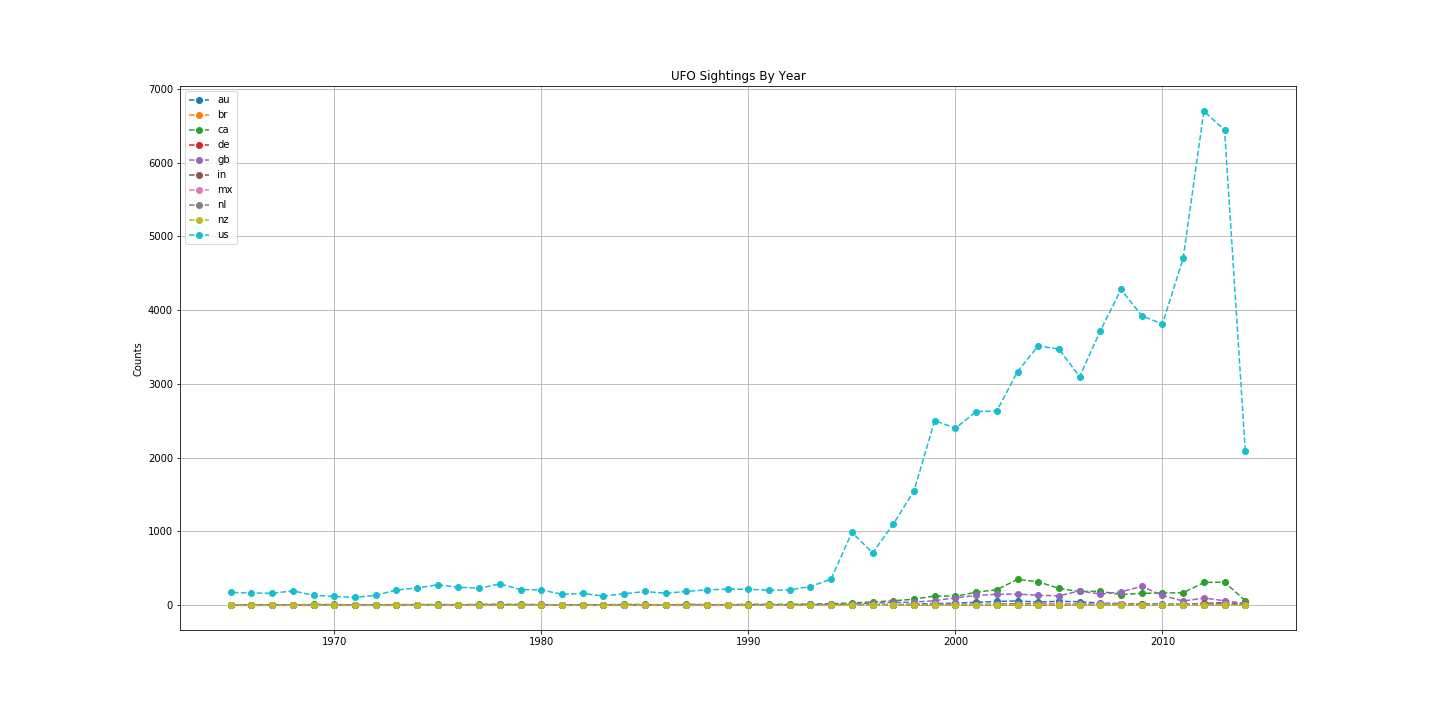 UFO Sightings By Year
7000
6000
5000
4000
3000
2000
1000
0
Counts
au
br
ca
de
gb
in
mx
nl
nz
us
1970 1980 1990 2000 2010